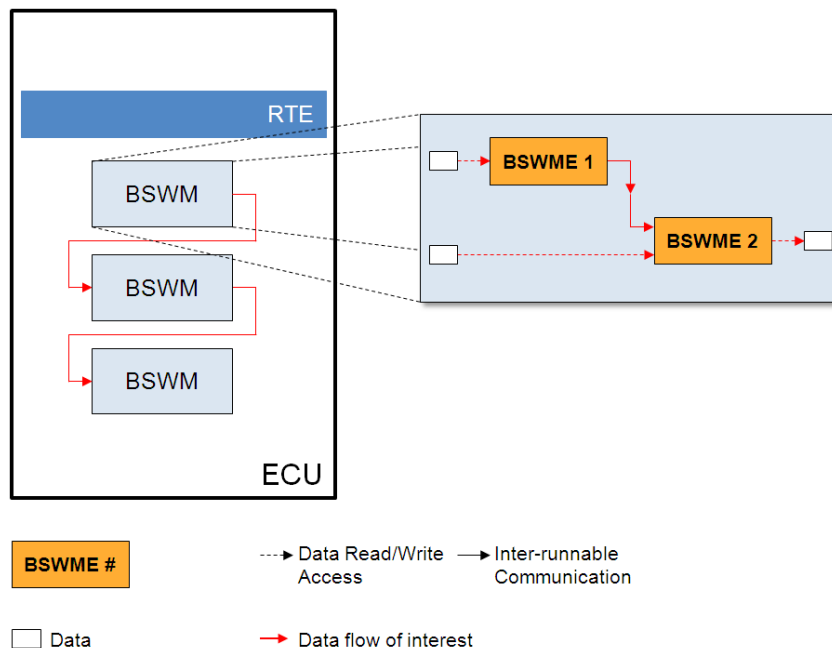 RTE
BSWM
BSWM
BSWM
ECU
BSWME 1
BSWME 2
BSWME #
Data Read/Write
Access
Inter-runnable
Communication
Data
Data flow of interest